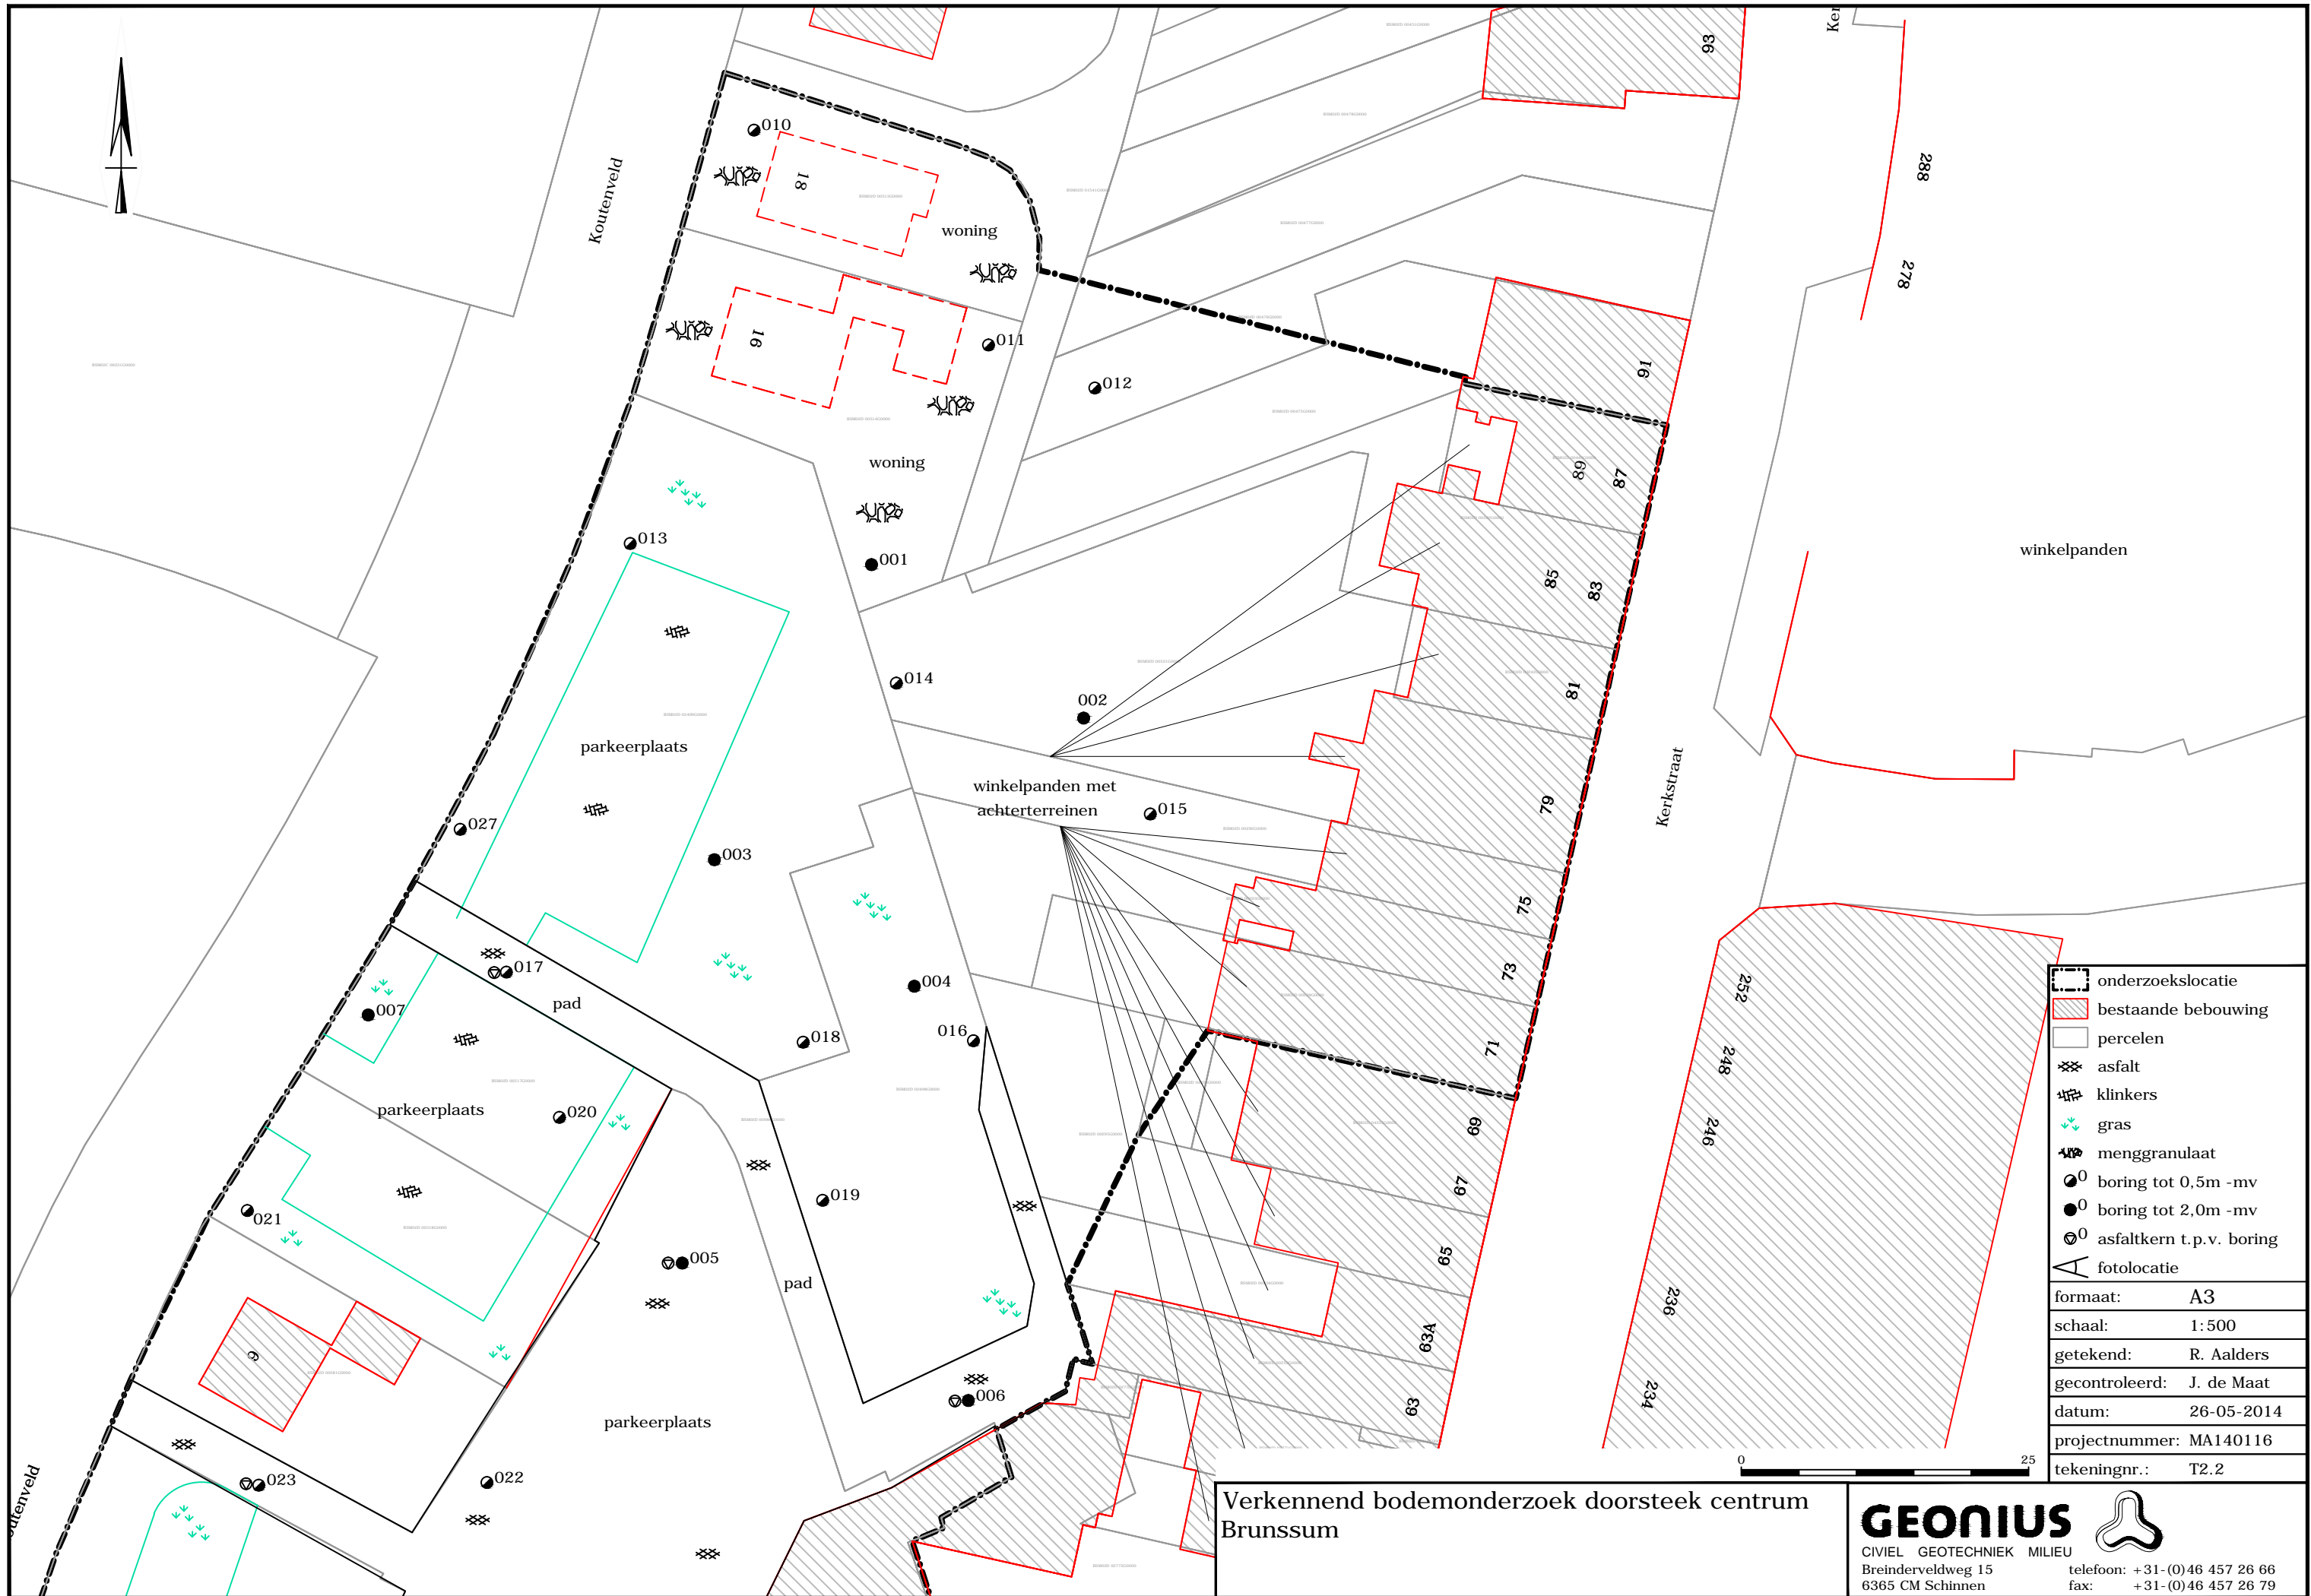 93
Koutenveld
010
18
woning
288
278
16
011
012
91
89
87
woning
013
001
85
83
winkelpanden
014
002
81
parkeerplaats
Kerkstraat
winkelpanden met
achterterreinen
015
79
027
003
75
017
pad
004
73
252
007
018
016
71
248
parkeerplaats
020
69
246
019
67
021
005
65
pad
236
63A
6
006
63
234
parkeerplaats
023
022
onderzoekslocatie
bestaande bebouwing
percelen
asfalt
klinkers
gras
menggranulaat
0 boring tot 0,5m -mv
0 boring tot 2,0m -mv
0 asfaltkern t.p.v. boring
fotolocatie
formaat: A3
schaal: 1:500
getekend: R. Aalders
gecontroleerd: J. de Maat
datum: 26-05-2014
projectnummer: MA140116
tekeningnr.: T2.2
0 25
Verkennend bodemonderzoek doorsteek centrum
Brunssum
GEONIUS
CIVIEL GEOTECHNIEK MILIEU
Breinderveldweg 15 telefoon: +31-(0)46 457 26 66
6365 CM Schinnen fax: +31-(0)46 457 26 79